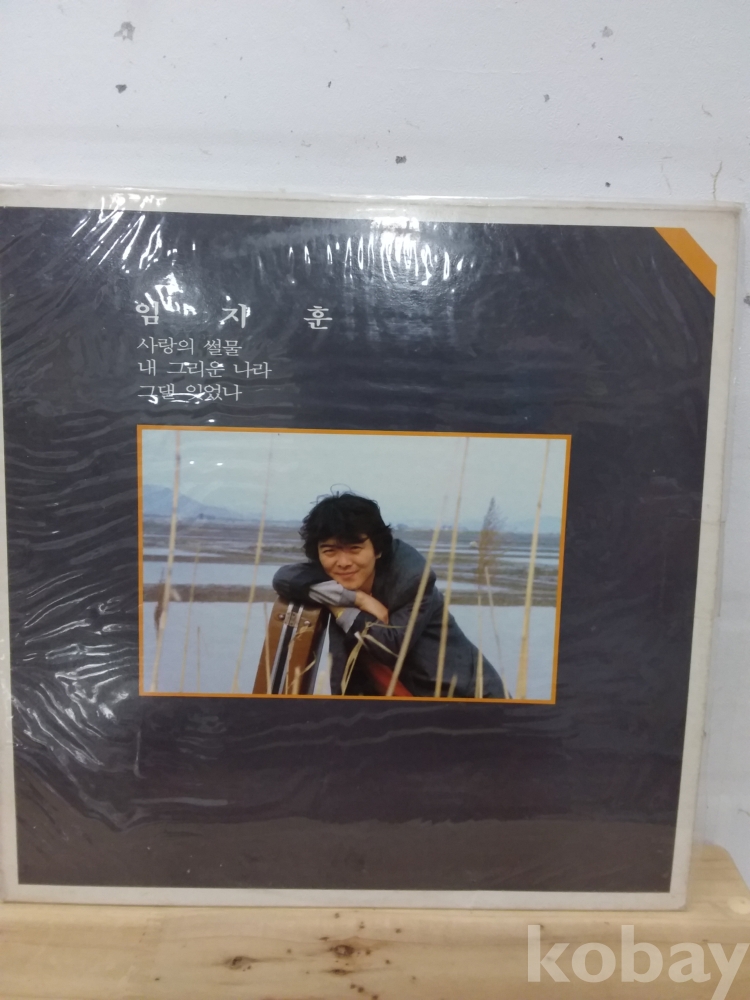 임 지 훈
사랑의 썰물
내 그리운 나라
그댈 잊었나
kobay